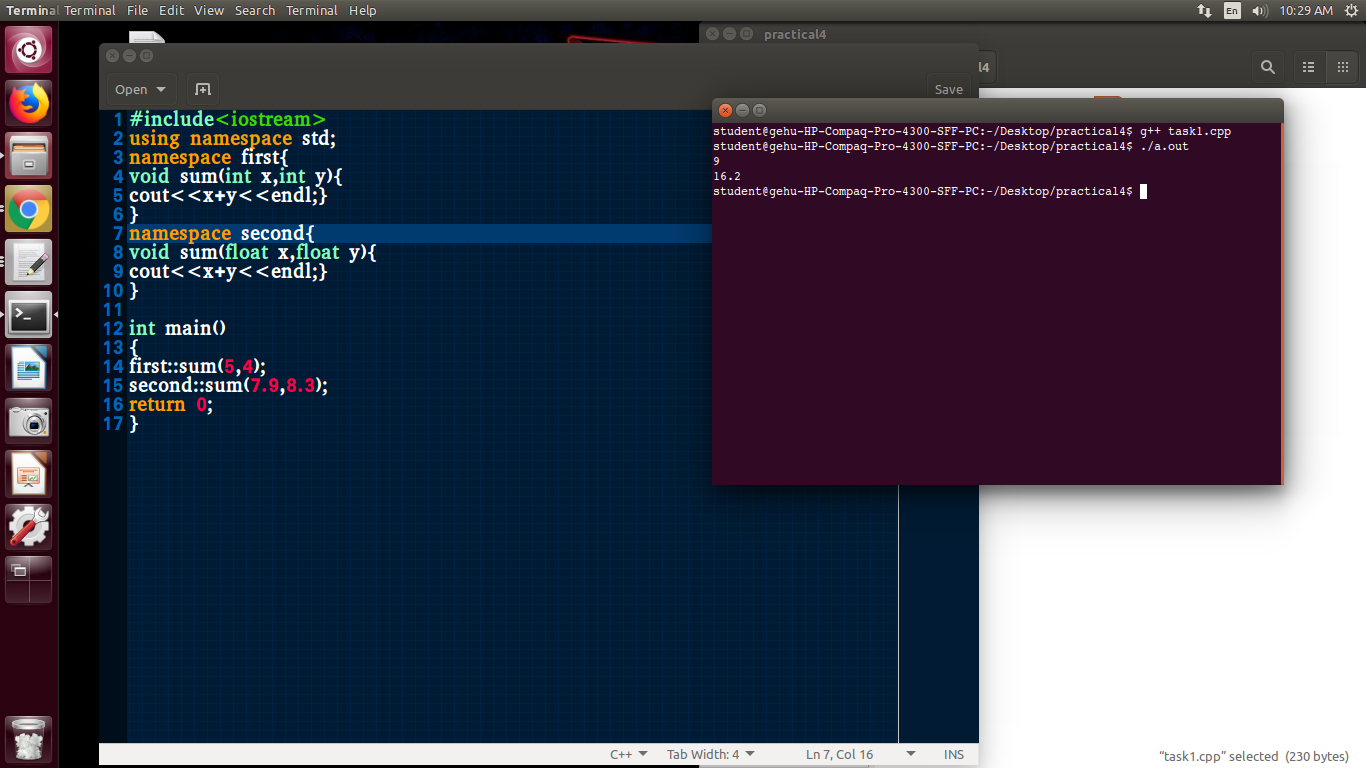 Terminal Terminal File Edit View Search Terminal Help En 10:29 AM
practical4
Open Save l4
1 #include<iostream>
2 using namespace std;
3 namespace first{
4 void sum(int x,int y){
5 cout<<x+y<<endl;}
6 }
7 namespace second{
8 void sum(float x,float y){
9 cout<<x+y<<endl;}
10 }
11
12 int main()
13 {
14 first::sum(5,4);
15 second::sum(7.9,8.3);
16 return 0;
17 }
student@gehu-HP-Compaq-Pro-4300-SFF-PC:~/Desktop/practical4$ g++ task1.cpp
student@gehu-HP-Compaq-Pro-4300-SFF-PC:~/Desktop/practical4$ ./a.out
9
16.2
student@gehu-HP-Compaq-Pro-4300-SFF-PC:~/Desktop/practical4$
C++ Tab Width: 4 Ln 7, Col 16 INS
“task1.cpp” selected (230 bytes)